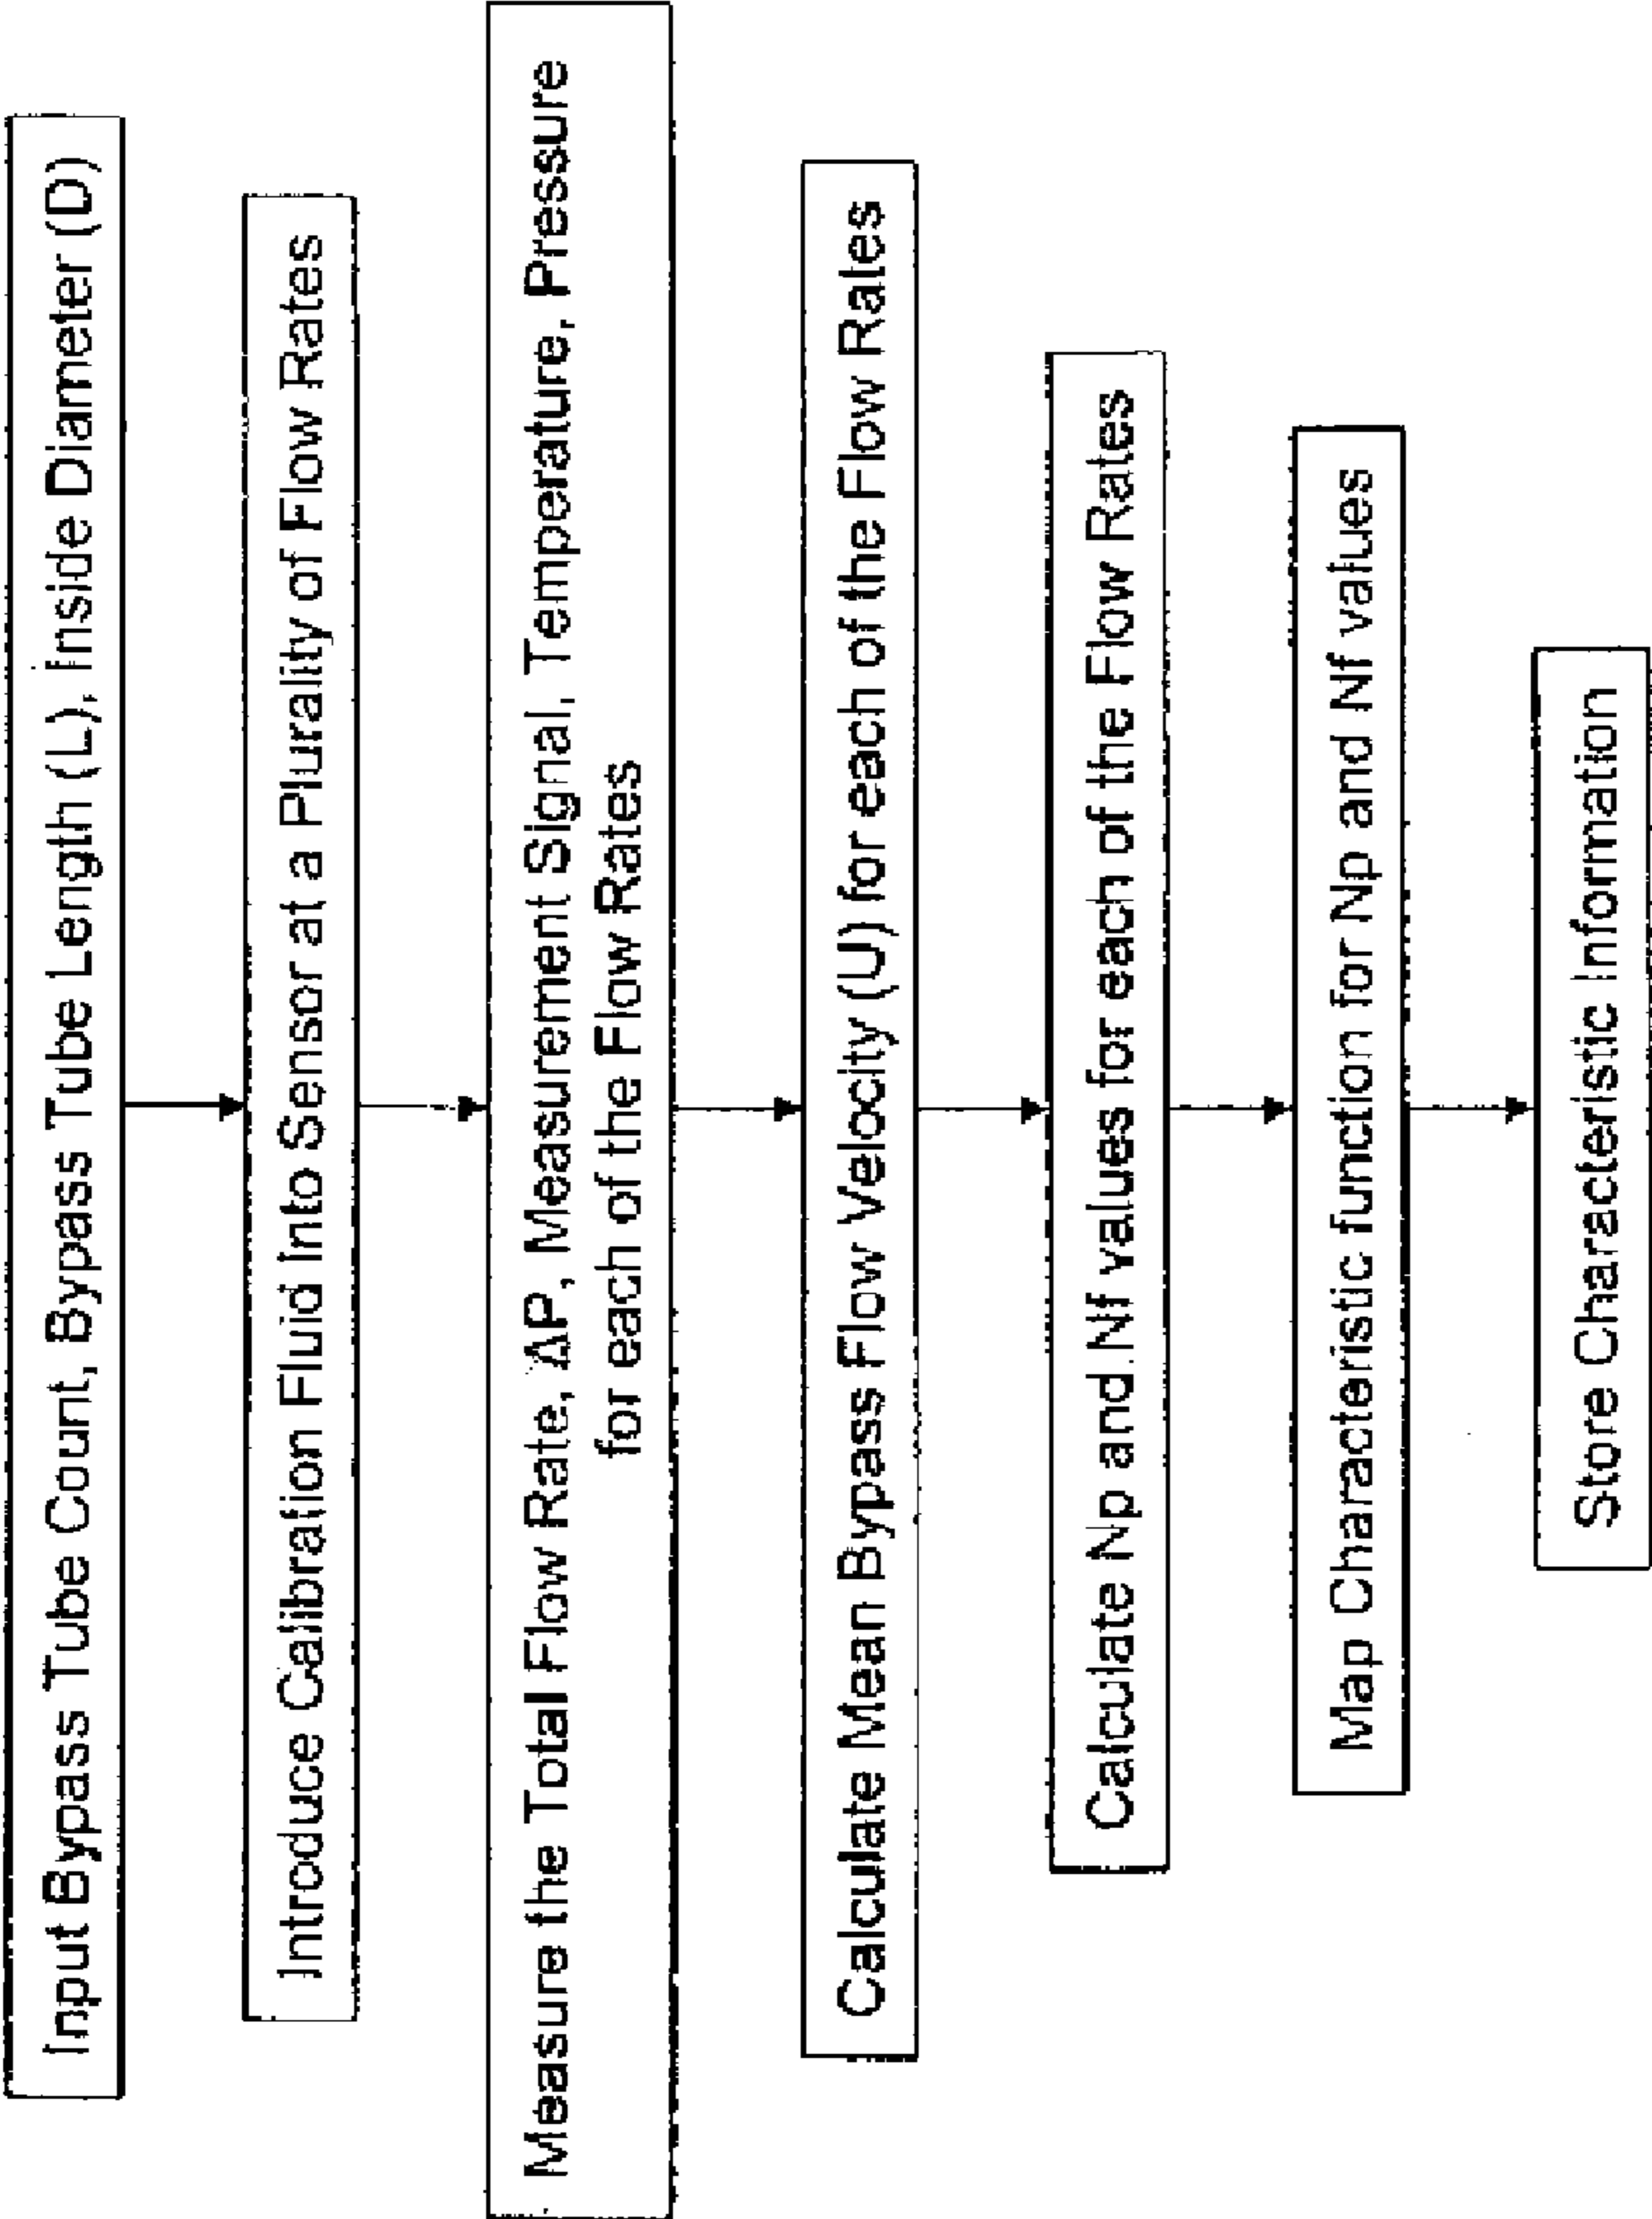 Input Bypass Tube Count, Bypass Tube Length (L), Inside Diameter (D)
Introduce Calibration Fluid Into Sensor at a Plurality of Flow Rates
Measure the Total Flow Rate, ΔP, Measurement Signal, Temperature, Pressure
for each of the Flow Rates
Calculate Mean Bypass Flow Velocity (U) for each of the Flow Rates
Calculate Np and Nf values for each of the Flow Rates
Map Characteristic function for Np and Nf values
Store Characteristic Information